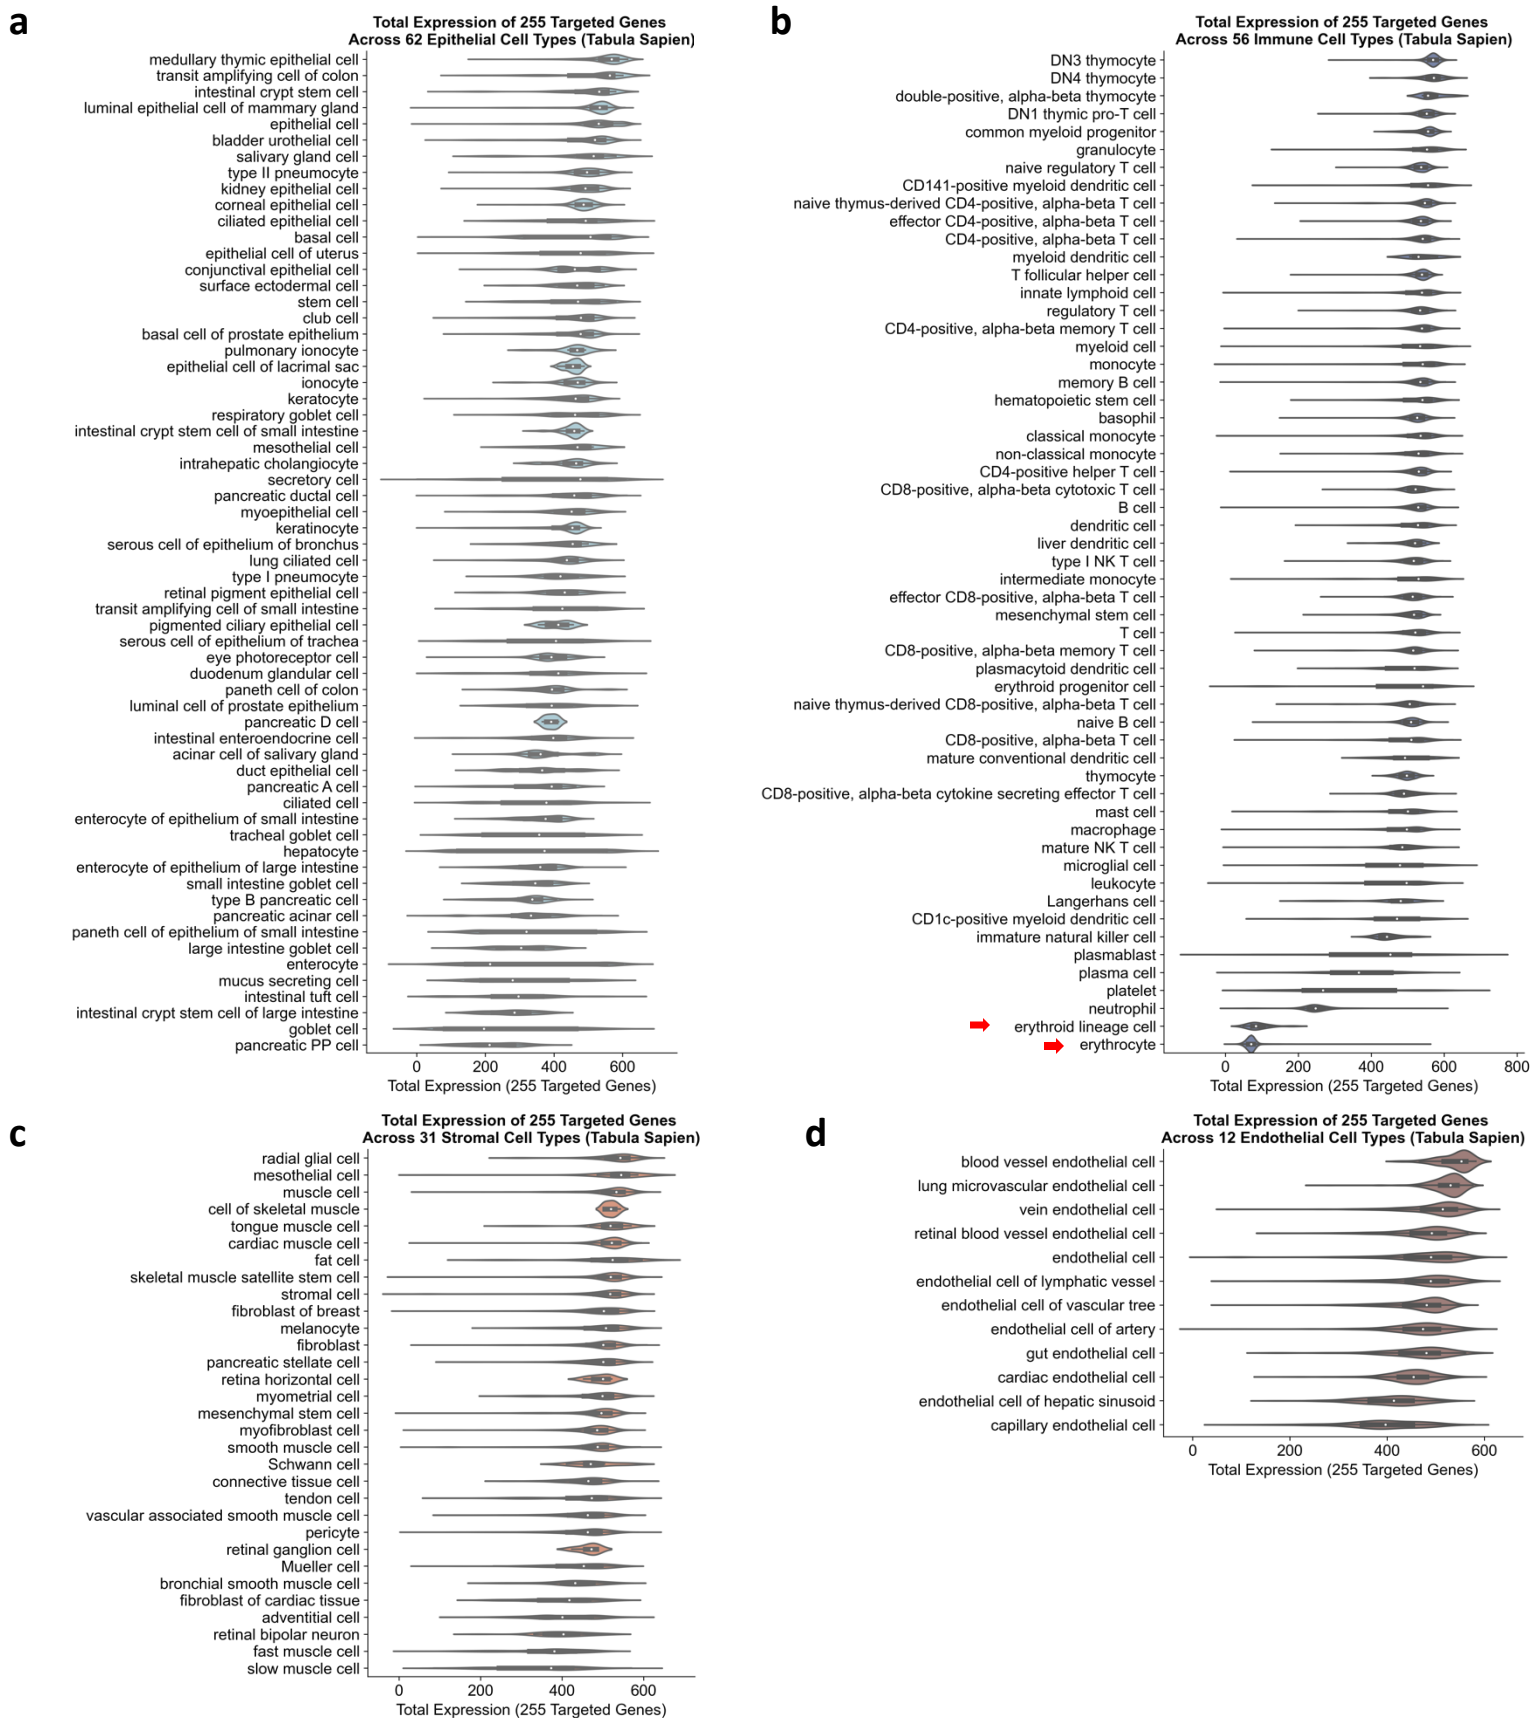 a
Total Expression of 255 Targeted Genes
Across 62 Epithelial Cell Types (Tabula Sapien)
medullary thymic epithelial cell
transit amplifying cell of colon
intestinal crypt stem cell
luminal epithelial cell of mammary gland
epithelial cell
bladder urothelial cell
salivary gland cell
type II pneumocyte
kidney epithelial cell
corneal epithelial cell
ciliated epithelial cell
basal cell
epithelial cell of uterus
conjunctival epithelial cell
surface ectodermal cell
stem cell
club cell
basal cell of prostate epithelium
pulmonary ionocyte
epithelial cell of lacrimal sac
ionocyte
keratocyte
respiratory goblet cell
intestinal crypt stem cell of small intestine
mesothelial cell
intrahepatic cholangiocyte
secretory cell
pancreatic ductal cell
myoepithelial cell
keratinocyte
serous cell of epithelium of bronchus
lung ciliated cell
type I pneumocyte
retinal pigment epithelial cell
transit amplifying cell of small intestine
pigmented ciliary epithelial cell
serous cell of epithelium of trachea
eye photoreceptor cell
duodenum glandular cell
paneth cell of colon
luminal cell of prostate epithelium
pancreatic D cell
intestinal enteroendocrine cell
acinar cell of salivary gland
duct epithelial cell
pancreatic A cell
ciliated cell
enterocyte of epithelium of small intestine
tracheal goblet cell
hepatocyte
enterocyte of epithelium of large intestine
small intestine goblet cell
type B pancreatic cell
pancreatic acinar cell
paneth cell of epithelium of small intestine
large intestine goblet cell
enterocyte
mucus secreting cell
intestinal tuft cell
intestinal crypt stem cell of large intestine
goblet cell
pancreatic PP cell
0 200 400 600
Total Expression (255 Targeted Genes)
b
Total Expression of 255 Targeted Genes
Across 56 Immune Cell Types (Tabula Sapien)
DN3 thymocyte
DN4 thymocyte
double-positive, alpha-beta thymocyte
DN1 thymic pro-T cell
common myeloid progenitor
granulocyte
naive regulatory T cell
CD141-positive myeloid dendritic cell
naive thymus-derived CD4-positive, alpha-beta T cell
effector CD4-positive, alpha-beta T cell
CD4-positive, alpha-beta T cell
myeloid dendritic cell
T follicular helper cell
innate lymphoid cell
regulatory T cell
CD4-positive, alpha-beta memory T cell
myeloid cell
monocyte
memory B cell
hematopoietic stem cell
basophil
classical monocyte
non-classical monocyte
CD4-positive helper T cell
CD8-positive, alpha-beta cytotoxic T cell
B cell
dendritic cell
liver dendritic cell
type I NK T cell
intermediate monocyte
effector CD8-positive, alpha-beta T cell
mesenchymal stem cell
T cell
CD8-positive, alpha-beta memory T cell
plasmacytoid dendritic cell
erythroid progenitor cell
naive thymus-derived CD8-positive, alpha-beta T cell
naive B cell
CD8-positive, alpha-beta T cell
mature conventional dendritic cell
thymocyte
CD8-positive, alpha-beta cytokine secreting effector T cell
mast cell
macrophage
mature NK T cell
microglial cell
leukocyte
Langerhans cell
CD1c-positive myeloid dendritic cell
immature natural killer cell
plasmablast
plasma cell
platelet
neutrophil
erythroid lineage cell
erythrocyte
0 200 400 600 800
Total Expression (255 Targeted Genes)
c
Total Expression of 255 Targeted Genes
Across 31 Stromal Cell Types (Tabula Sapien)
radial glial cell
mesothelial cell
muscle cell
cell of skeletal muscle
tongue muscle cell
cardiac muscle cell
fat cell
skeletal muscle satellite stem cell
stromal cell
fibroblast of breast
melanocyte
fibroblast
pancreatic stellate cell
retina horizontal cell
myometrial cell
mesenchymal stem cell
myofibroblast cell
smooth muscle cell
Schwann cell
connective tissue cell
tendon cell
vascular associated smooth muscle cell
pericyte
retinal ganglion cell
Mueller cell
bronchial smooth muscle cell
fibroblast of cardiac tissue
adventitial cell
retinal bipolar neuron
fast muscle cell
slow muscle cell
0 200 400 600
Total Expression (255 Targeted Genes)
d
Total Expression of 255 Targeted Genes
Across 12 Endothelial Cell Types (Tabula Sapien)
blood vessel endothelial cell
lung microvascular endothelial cell
vein endothelial cell
retinal blood vessel endothelial cell
endothelial cell
endothelial cell of lymphatic vessel
endothelial cell of vascular tree
endothelial cell of artery
gut endothelial cell
cardiac endothelial cell
endothelial cell of hepatic sinusoid
capillary endothelial cell
0 200 400 600
Total Expression (255 Targeted Genes)